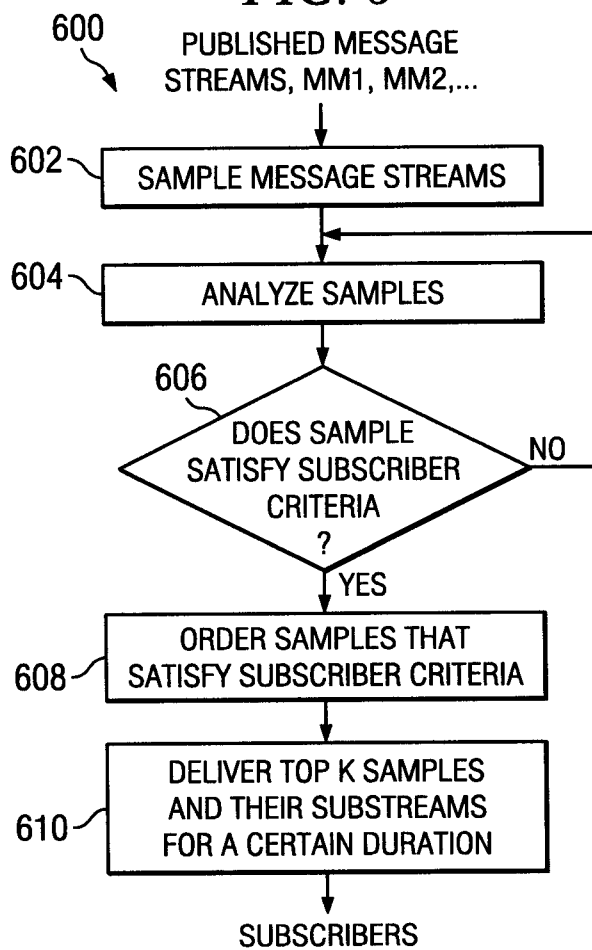 600
PUBLISHED MESSAGE
STREAMS, MM1, MM2,...
602
SAMPLE MESSAGE STREAMS
604
ANALYZE SAMPLES
606
DOES SAMPLE
SATISFY SUBSCRIBER
CRITERIA
?
NO
YES
608
ORDER SAMPLES THAT
SATISFY SUBSCRIBER CRITERIA
610
DELIVER TOP K SAMPLES
AND THEIR SUBSTREAMS
FOR A CERTAIN DURATION
SUBSCRIBERS